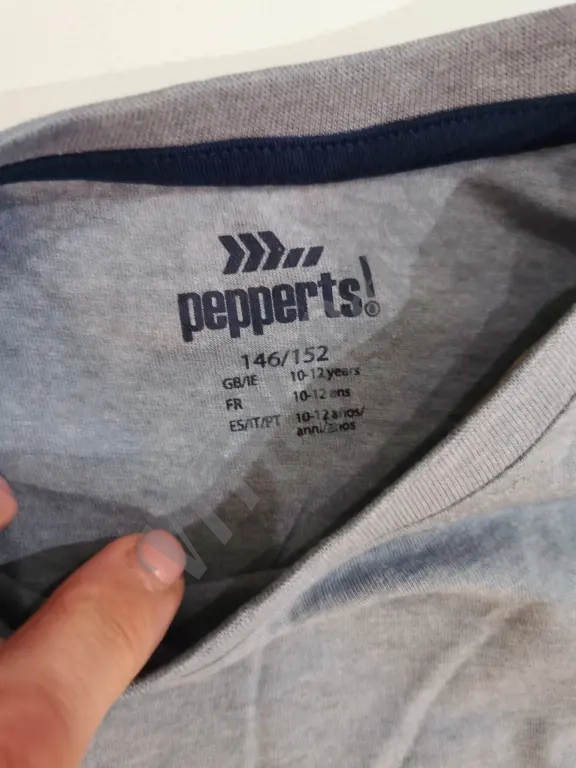 pepperts!
146/152
GB/IE 10-12 years
FR 10-12 ans
ES/IT/PT 10-12 años/
anni/anos